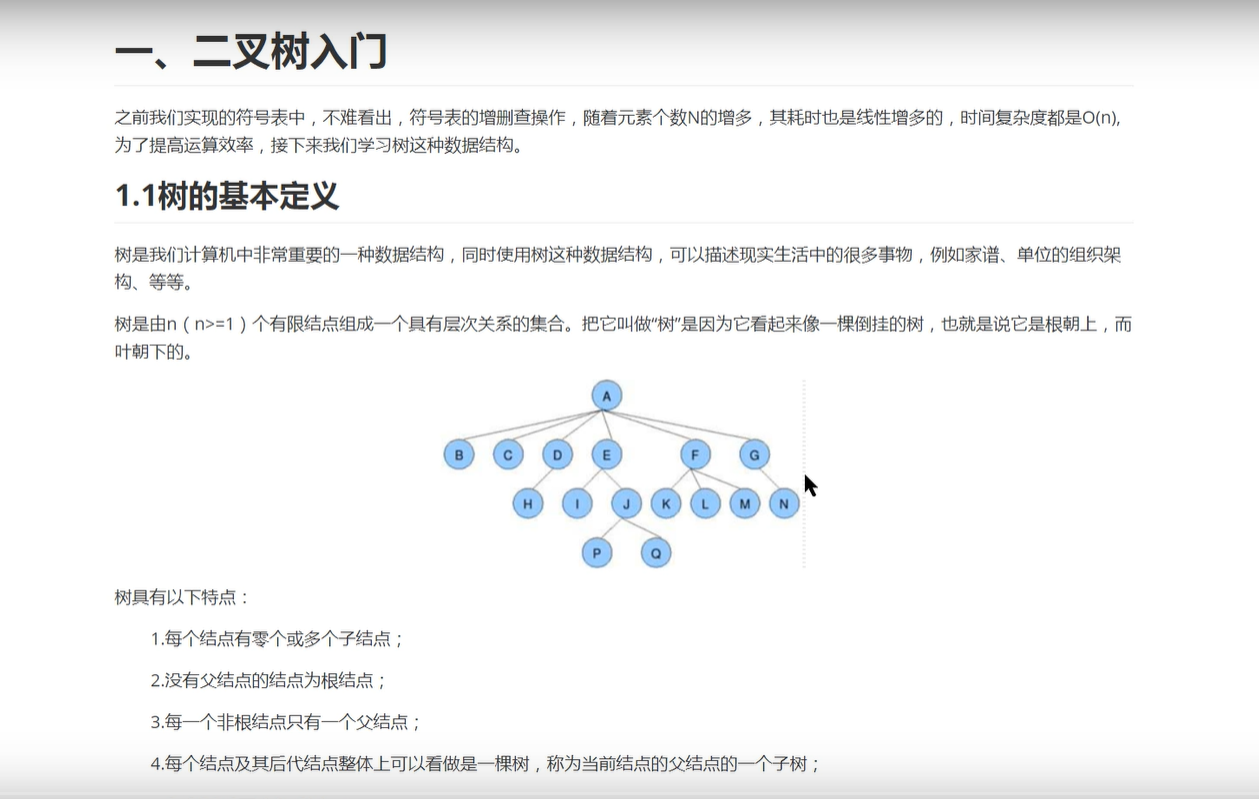 一、二叉树入门
之前我们实现的符号表中，不难看出，符号表的增删查操作，随着元素个数N的增多，其耗时也是线性增多的，时间复杂度都是O(n),
为了提高运算效率，接下来我们学习树这种数据结构。
1.1树的基本定义
树是我们计算机中非常重要的一种数据结构，同时使用树这种数据结构，可以描述现实生活中的很多事物，例如家谱、单位的组织架
构、等等。
树是由n（n>=1）个有限结点组成一个具有层次关系的集合。把它叫做“树”是因为它看起来像一棵倒挂的树，也就是说它是根朝上，而
叶朝下的。
A
B C D E F G
H I J K L M N
P Q
树具有以下特点：
1.每个结点有零个或多个子结点；
2.没有父结点的结点为根结点；
3.每一个非根结点只有一个父结点；
4.每个结点及其后代结点整体上可以看做是一棵树，称为当前结点的父结点的一个子树；